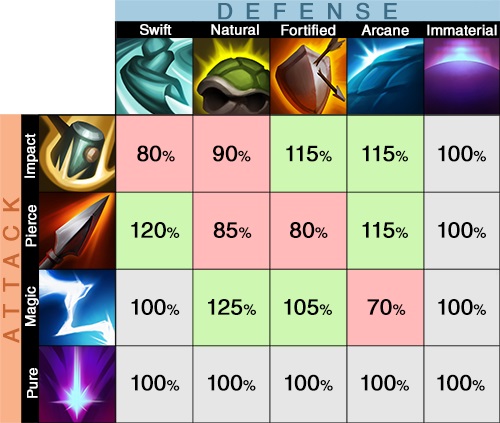 DEFENSE
Swift Natural Fortified Arcane Immaterial
ATTACK
Impact 80% 90% 115% 115% 100%
Pierce 120% 85% 80% 115% 100%
Magic 100% 125% 105% 70% 100%
Pure 100% 100% 100% 100% 100%